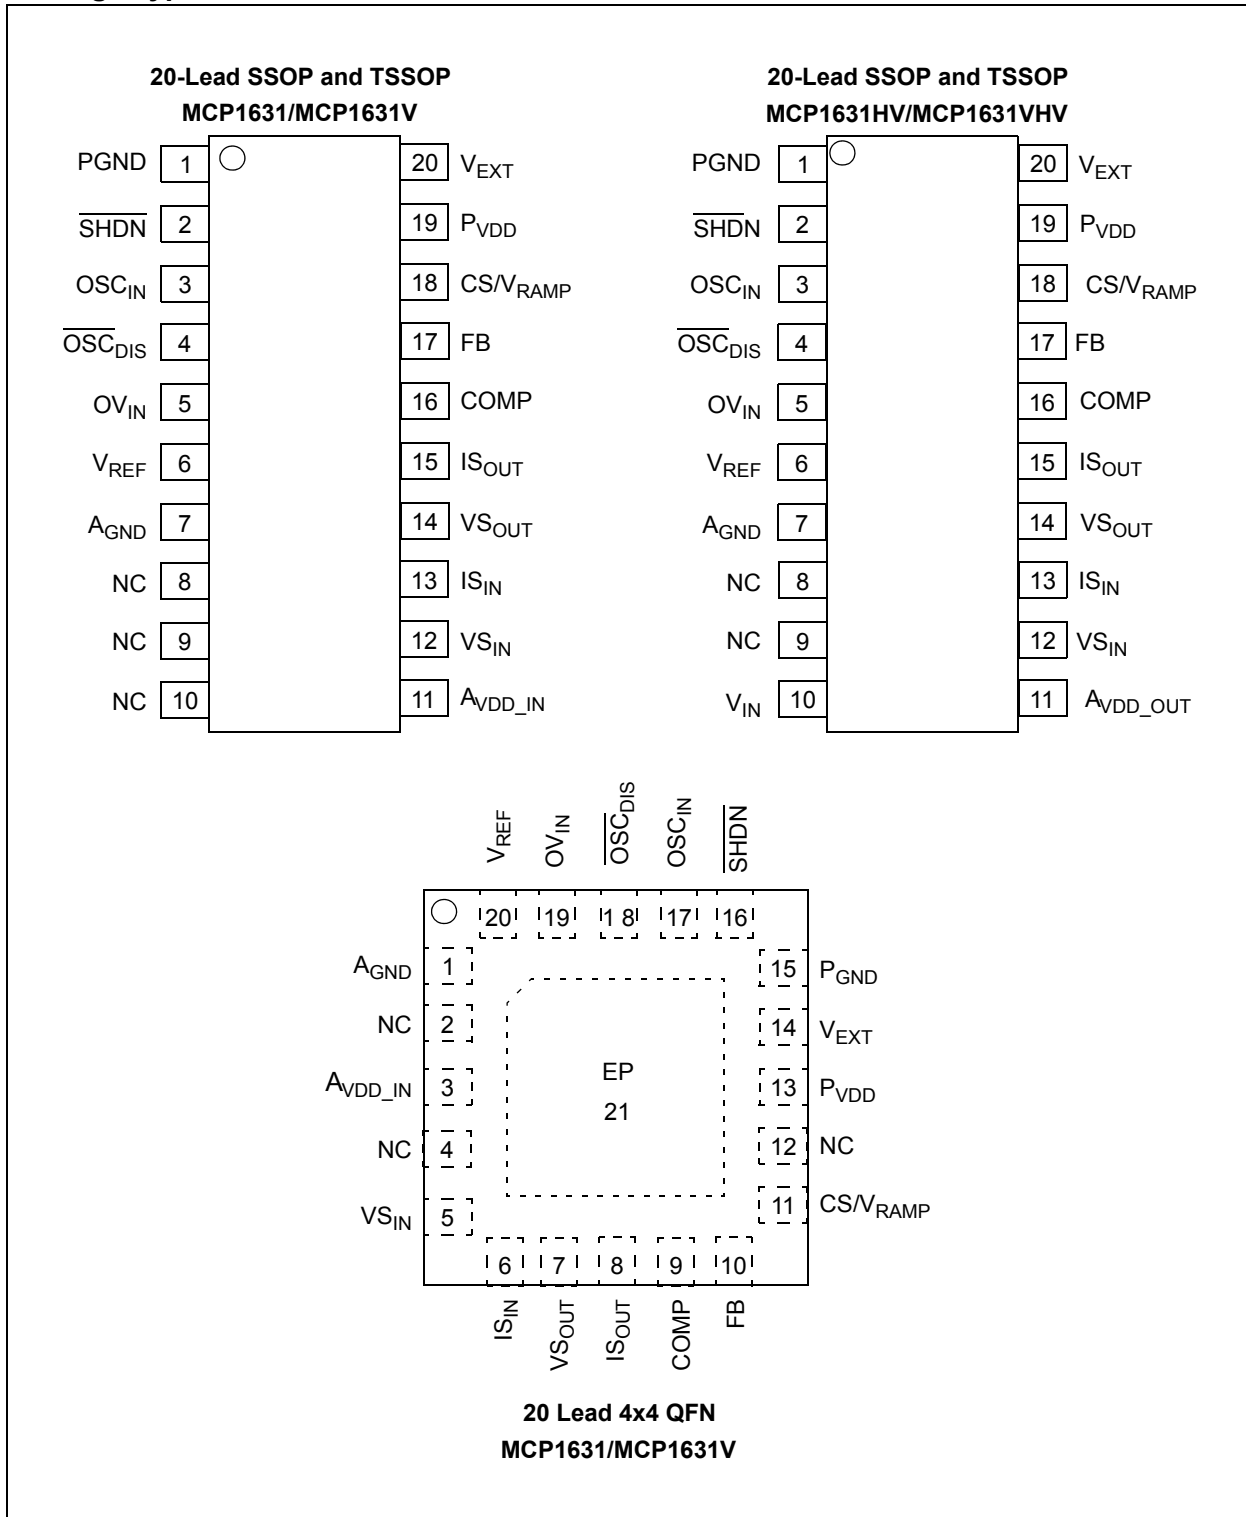 20-Lead SSOP and TSSOP
MCP1631/MCP1631V
PGND 1 20 VEXT
SHDN 2 19 PVDD
OSCIN 3 18 CS/VRAMP
OSCDIS 4 17 FB
OVIN 5 16 COMP
VREF 6 15 ISOUT
AGND 7 14 VSOUT
NC 8 13 ISIN
NC 9 12 VSIN
NC 10 11 AVDD_IN
20-Lead SSOP and TSSOP
MCP1631HV/MCP1631VHV
PGND 1 20 VEXT
SHDN 2 19 PVDD
OSCIN 3 18 CS/VRAMP
OSCDIS 4 17 FB
OVIN 5 16 COMP
VREF 6 15 ISOUT
AGND 7 14 VSOUT
NC 8 13 ISIN
NC 9 12 VSIN
VIN 10 11 AVDD_OUT
VREF OVIN OSCDIS OSCIN SHDN
20 19 1 8 17 16
AGND 1 15 PGND
NC 2 14 VEXT
EP
AVDD_IN 3 13 PVDD
21
NC 4 12 NC
VSIN 5 11 CS/VRAMP
6 7 8 9 10
ISIN VSOUT ISOUT COMP FB
20 Lead 4x4 QFN
MCP1631/MCP1631V